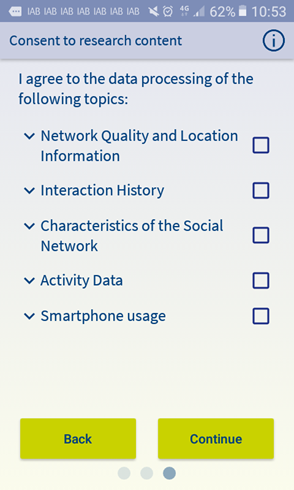 IAB IAB IAB IAB IAB IAB IAB 4G 62% 10:53
Consent to research content i
I agree to the data processing of the
following topics:
Network Quality and Location
Information
Interaction History
Characteristics of the Social
Network
Activity Data
Smartphone usage
Back Continue